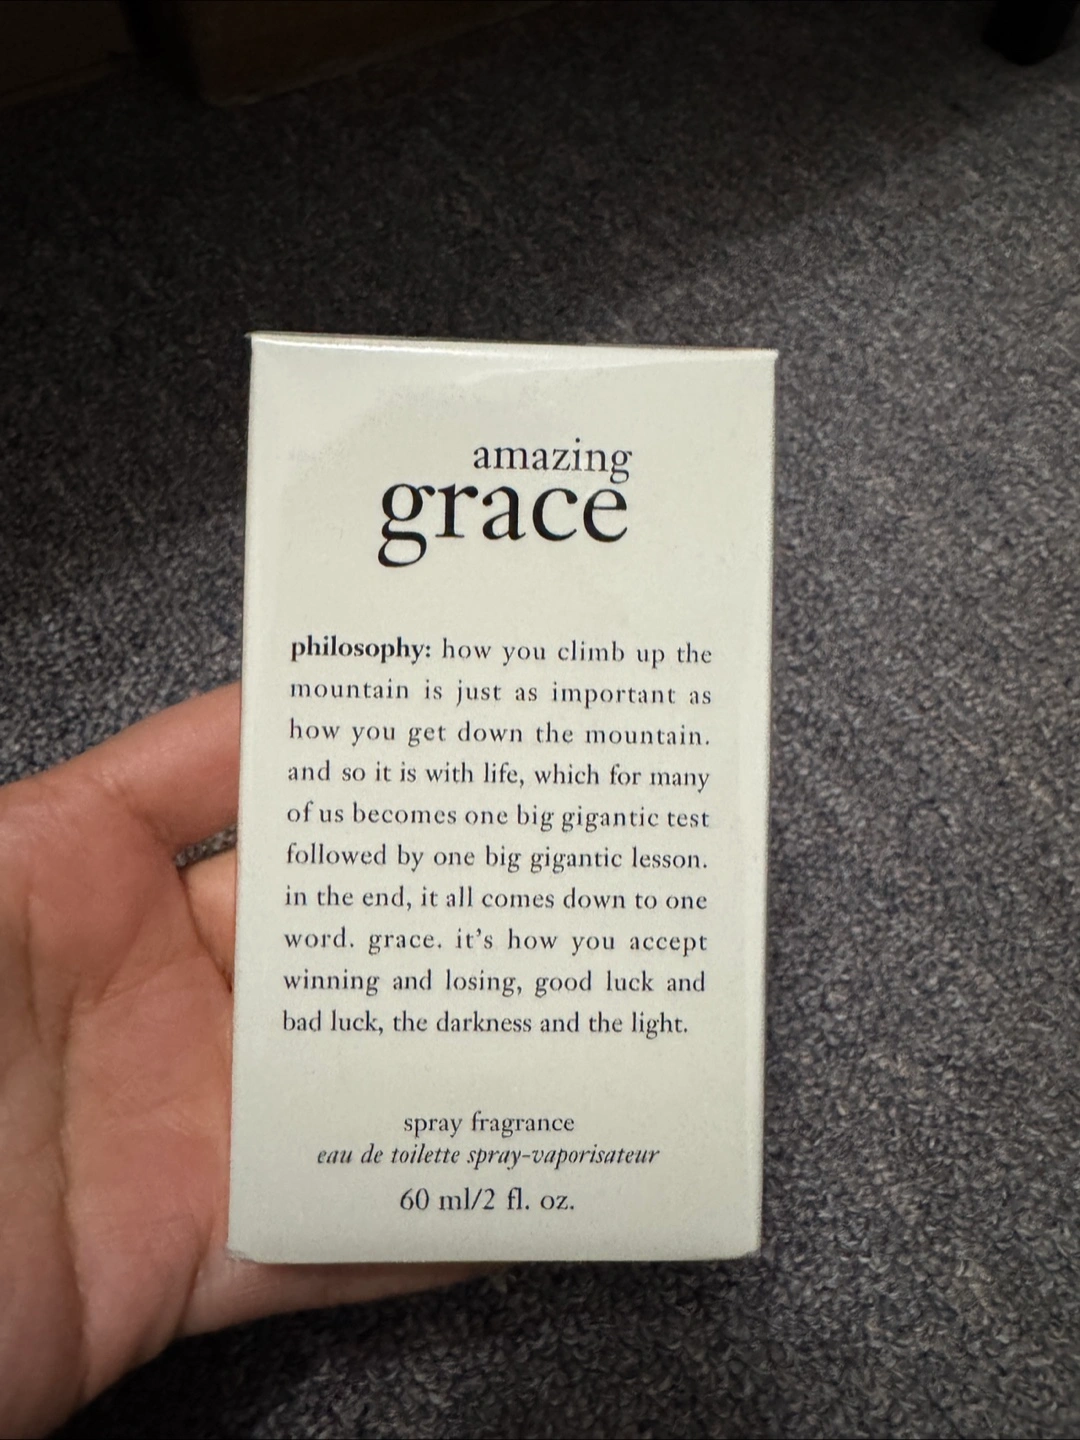 amazing
grace
philosophy: how you climb up the
mountain is just as important as
how you get down the mountain.
and so it is with life, which for many
of us becomes one big gigantic test
followed by one big gigantic lesson.
in the end, it all comes down to one
word. grace. it's how you accept
winning and losing, good luck and
bad luck, the darkness and the light.
spray fragrance
eau de toilette spray-vaporisateur
60 ml/2 fl. oz.